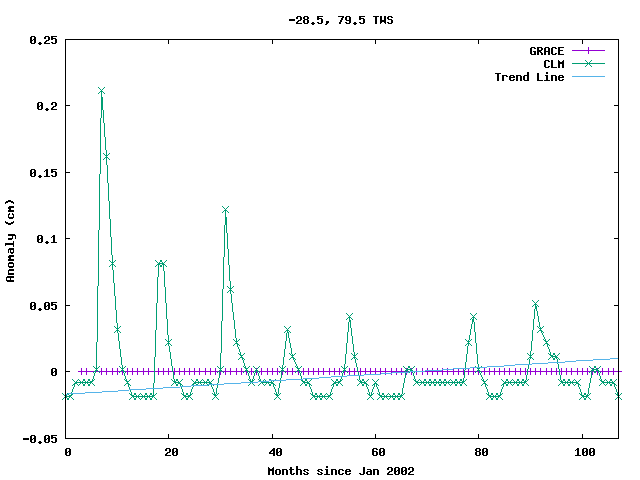 -28.5, 79.5 TWS
0.25
GRACE
CLM
Trend Line
0.2
0.15
0.1
0.05
0
-0.05
Anomaly (cm)
0 20 40 60 80 100
Months since Jan 2002